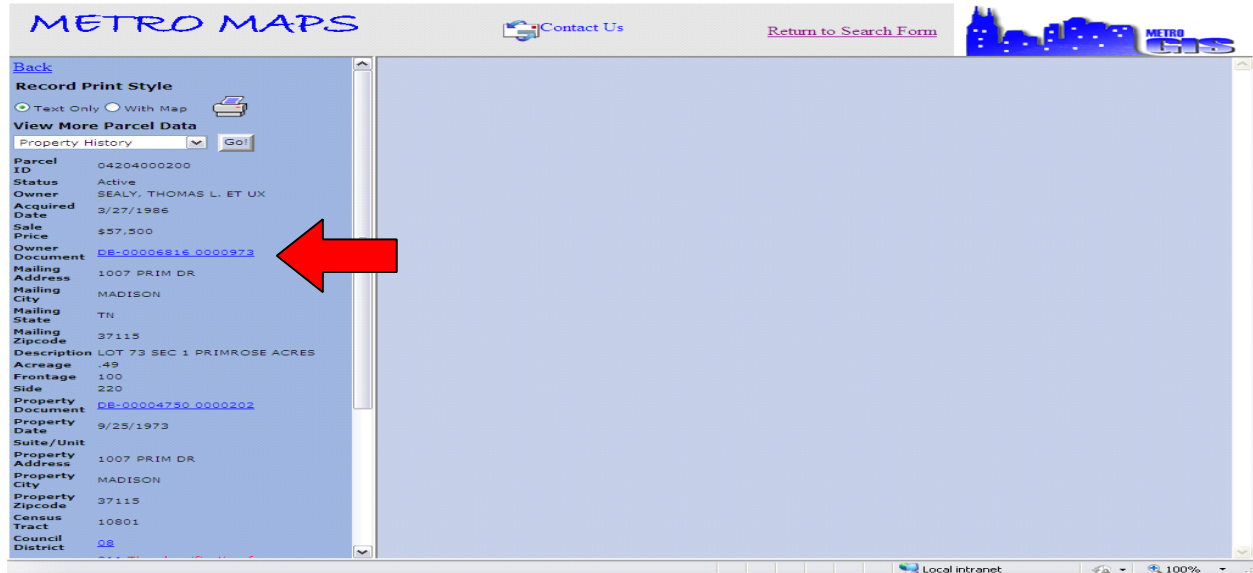 METRO MAPS
Contact Us
Return to Search Form
METRO
GIS
Back
Record Print Style
Text Only With Map
View More Parcel Data
Property History Go!
Parcel ID 04204000200
Status Active
Owner SEALY, THOMAS L. ET UX
Acquired Date 3/27/1986
Sale Price $57,500
Owner Document DB-00006816 0000973
Mailing Address 1007 PRIM DR
Mailing City MADISON
Mailing State TN
Mailing Zipcode 37115
Description LOT 73 SEC 1 PRIMROSE ACRES
Acreage .49
Frontage 100
Side 220
Property Document DB-00004750 0000202
Property Date 9/25/1973
Suite/Unit
Property Address 1007 PRIM DR
Property City MADISON
Property Zipcode 37115
Census Tract 10801
Council District 08
Local intranet
100%